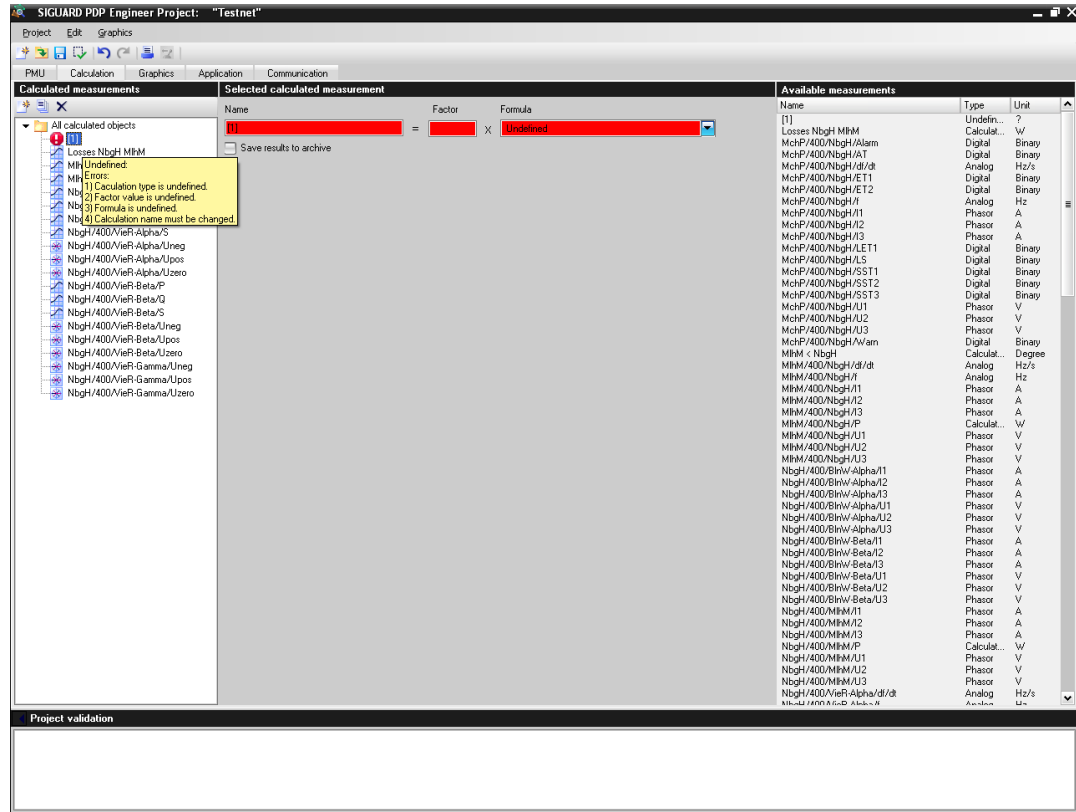 SIGUARD PDP Engineer Project: "Testnet"
Project Edit Graphics
PMU Calculation Graphics Application Communication
Calculated measurements
All calculated objects
[1]
Losses NbgH MlhM
Undefined:
Errors:
1) Caculation type is undefined.
2) Factor value is undefined.
3) Formula is undefined.
4) Calculation name must be changed.
NbgH/400/VieR-Alpha/S
NbgH/400/VieR-Alpha/Uneg
NbgH/400/VieR-Alpha/Upos
NbgH/400/VieR-Alpha/Uzero
NbgH/400/VieR-Beta/P
NbgH/400/VieR-Beta/Q
NbgH/400/VieR-Beta/S
NbgH/400/VieR-Beta/Uneg
NbgH/400/VieR-Beta/Upos
NbgH/400/VieR-Beta/Uzero
NbgH/400/VieR-Gamma/Uneg
NbgH/400/VieR-Gamma/Upos
NbgH/400/VieR-Gamma/Uzero
Selected calculated measurement
Name Factor Formula
[1] = X Undefined
Save results to archive
Available measurements
Name Type Unit
[1] Undefin... ?
Losses NbgH MlhM Calculat... W
MchP/400/NbgH/Alarm Digital Binary
MchP/400/NbgH/AT Digital Binary
MchP/400/NbgH/df/dt Analog Hz/s
MchP/400/NbgH/ET1 Digital Binary
MchP/400/NbgH/ET2 Digital Binary
MchP/400/NbgH/f Analog Hz
MchP/400/NbgH/I1 Phasor A
MchP/400/NbgH/I2 Phasor A
MchP/400/NbgH/I3 Phasor A
MchP/400/NbgH/LET1 Digital Binary
MchP/400/NbgH/LS Digital Binary
MchP/400/NbgH/SST1 Digital Binary
MchP/400/NbgH/SST2 Digital Binary
MchP/400/NbgH/SST3 Digital Binary
MchP/400/NbgH/U1 Phasor V
MchP/400/NbgH/U2 Phasor V
MchP/400/NbgH/U3 Phasor V
MchP/400/NbgH/Warn Digital Binary
MlhM < NbgH Calculat... Degree
MlhM/400/NbgH/df/dt Analog Hz/s
MlhM/400/NbgH/f Analog Hz
MlhM/400/NbgH/I1 Phasor A
MlhM/400/NbgH/I2 Phasor A
MlhM/400/NbgH/I3 Phasor A
MlhM/400/NbgH/P Calculat... W
MlhM/400/NbgH/U1 Phasor V
MlhM/400/NbgH/U2 Phasor V
MlhM/400/NbgH/U3 Phasor V
NbgH/400/BlnW-Alpha/I1 Phasor A
NbgH/400/BlnW-Alpha/I2 Phasor A
NbgH/400/BlnW-Alpha/I3 Phasor A
NbgH/400/BlnW-Alpha/U1 Phasor V
NbgH/400/BlnW-Alpha/U2 Phasor V
NbgH/400/BlnW-Alpha/U3 Phasor V
NbgH/400/BlnW-Beta/I1 Phasor A
NbgH/400/BlnW-Beta/I2 Phasor A
NbgH/400/BlnW-Beta/I3 Phasor A
NbgH/400/BlnW-Beta/U1 Phasor V
NbgH/400/BlnW-Beta/U2 Phasor V
NbgH/400/BlnW-Beta/U3 Phasor V
NbgH/400/MlhM/I1 Phasor A
NbgH/400/MlhM/I2 Phasor A
NbgH/400/MlhM/I3 Phasor A
NbgH/400/MlhM/P Calculat... W
NbgH/400/MlhM/U1 Phasor V
NbgH/400/MlhM/U2 Phasor V
NbgH/400/MlhM/U3 Phasor V
NbgH/400/VieR-Alpha/df/dt Analog Hz/s
NbgH/400/VieR-Alpha/f Analog Hz
Project validation